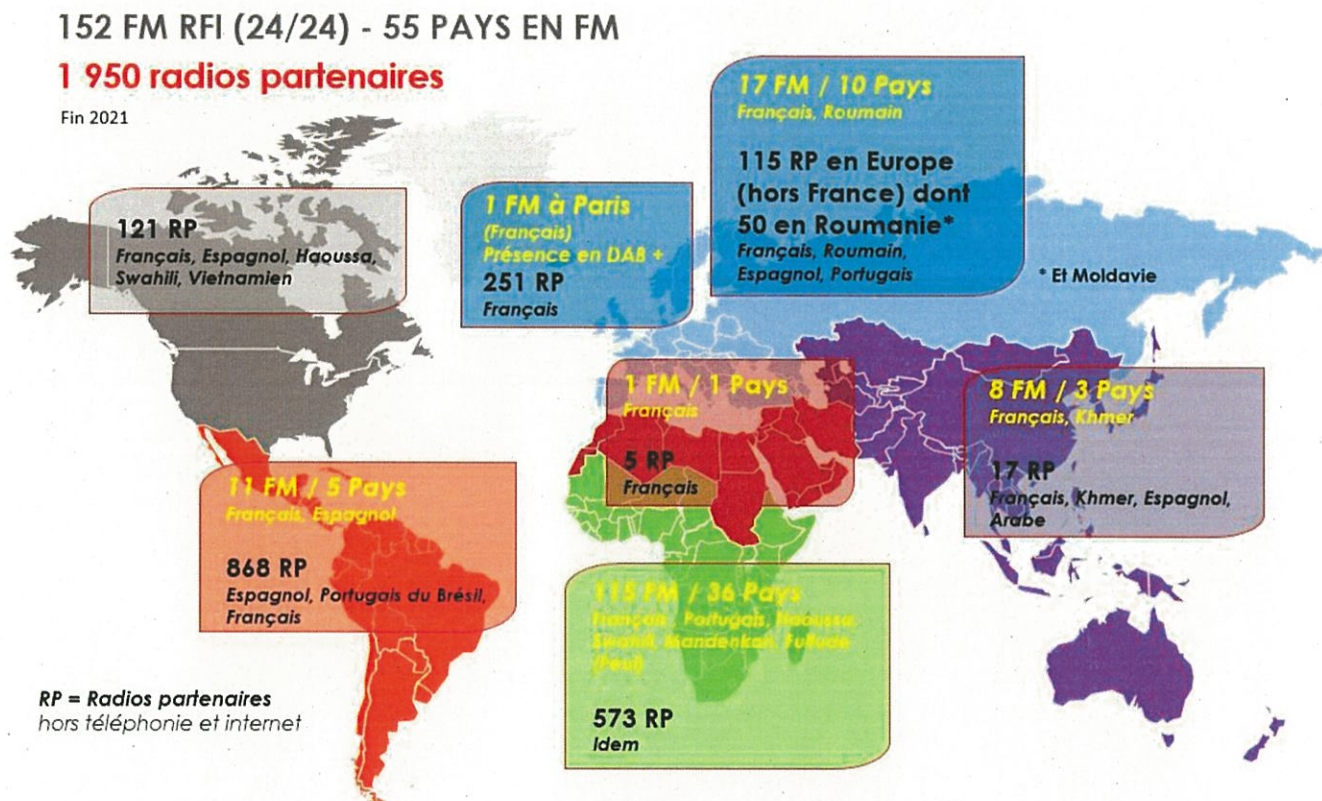 152 FM RFI (24/24) - 55 PAYS EN FM
1 950 radios partenaires
Fin 2021
17 FM / 10 Pays
Français, Roumain
115 RP en Europe
(hors France) dont
50 en Roumanie*
Français, Roumain,
Espagnol, Portugais
* Et Moldavie
1 FM à Paris
(Français)
Présence en DAB +
251 RP
Français
121 RP
Français, Espagnol, Haoussa,
Swahili, Vietnamien
1 FM / 1 Pays
Français
5 RP
Français
8 FM / 3 Pays
Français, Khmer
17 RP
Français, Khmer, Espagnol,
Arabe
11 FM / 5 Pays
Français, Espagnol
868 RP
Espagnol, Portugais du Brésil,
Français
115 FM / 36 Pays
Français, Portugais, Haoussa,
Swahili, Mandenkan, Fulfude
(Peul)
573 RP
Idem
RP = Radios partenaires
hors téléphonie et internet